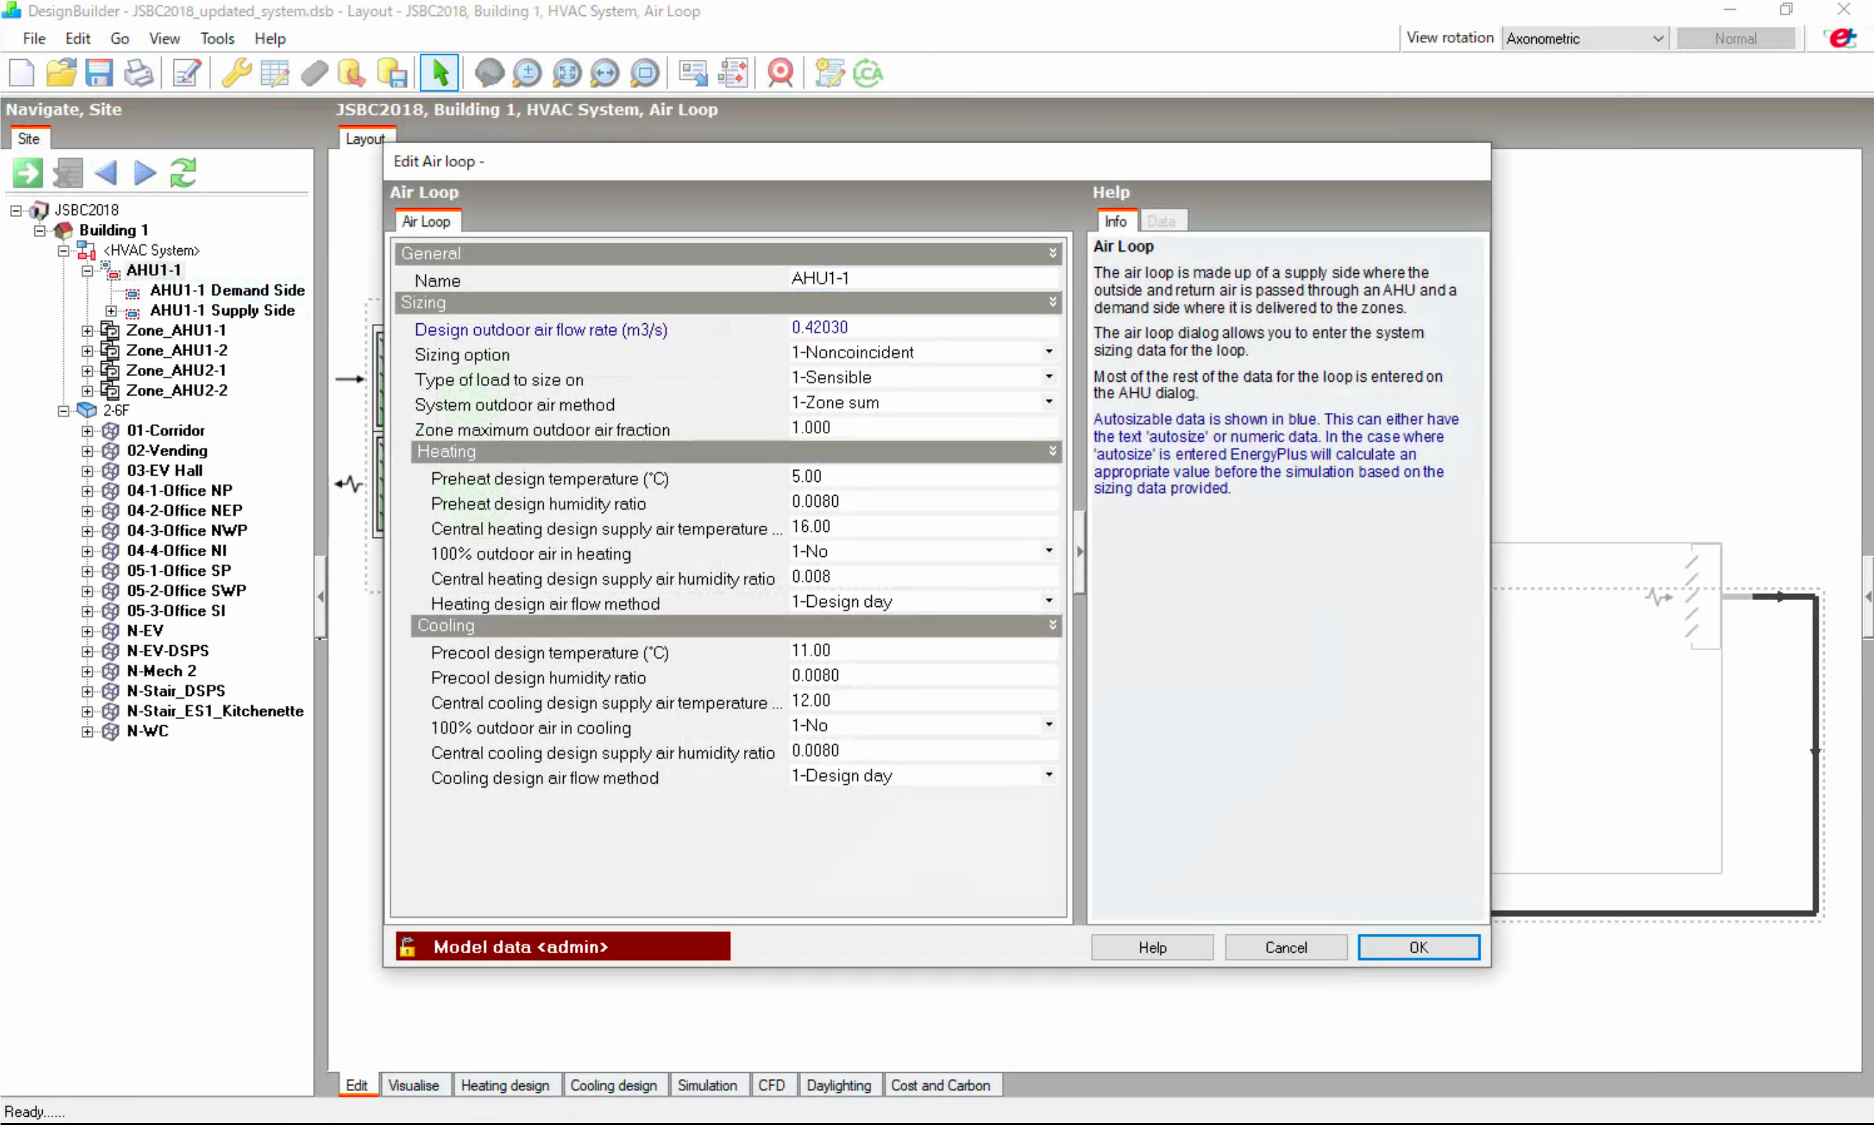 DesignBuilder - JSBC2018_updated_system.dsb - Layout - JSBC2018, Building 1, HVAC System, Air Loop
File Edit Go View Tools Help
View rotation Axonometric Normal
Navigate, Site
JSBC2018, Building 1, HVAC System, Air Loop
Site
Layout
JSBC2018
Building 1
<HVAC System>
AHU1-1
AHU1-1 Demand Side
AHU1-1 Supply Side
Zone_AHU1-1
Zone_AHU1-2
Zone_AHU2-1
Zone_AHU2-2
2-6F
01-Corridor
02-Vending
03-EV Hall
04-1-Office NP
04-2-Office NEP
04-3-Office NWP
04-4-Office NI
05-1-Office SP
05-2-Office SWP
05-3-Office SI
N-EV
N-EV-DSPS
N-Mech 2
N-Stair_DSPS
N-Stair_ES1_Kitchenette
N-WC
Edit Air loop -
Air Loop
Air Loop
General
Name AHU1-1
Sizing
Design outdoor air flow rate (m3/s) 0.42030
Sizing option 1-Noncoincident
Type of load to size on 1-Sensible
System outdoor air method 1-Zone sum
Zone maximum outdoor air fraction 1.000
Heating
Preheat design temperature (°C) 5.00
Preheat design humidity ratio 0.0080
Central heating design supply air temperature ... 16.00
100% outdoor air in heating 1-No
Central heating design supply air humidity ratio 0.008
Heating design air flow method 1-Design day
Cooling
Precool design temperature (°C) 11.00
Precool design humidity ratio 0.0080
Central cooling design supply air temperature ... 12.00
100% outdoor air in cooling 1-No
Central cooling design supply air humidity ratio 0.0080
Cooling design air flow method 1-Design day
Help
Info Data
Air Loop
The air loop is made up of a supply side where the
outside and return air is passed through an AHU and a
demand side where it is delivered to the zones.
The air loop dialog allows you to enter the system
sizing data for the loop.
Most of the rest of the data for the loop is entered on
the AHU dialog.
Autosizable data is shown in blue. This can either have
the text 'autosize' or numeric data. In the case where
'autosize' is entered EnergyPlus will calculate an
appropriate value before the simulation based on the
sizing data provided.
Model data <admin>
Help Cancel OK
Edit Visualise Heating design Cooling design Simulation CFD Daylighting Cost and Carbon
Ready......